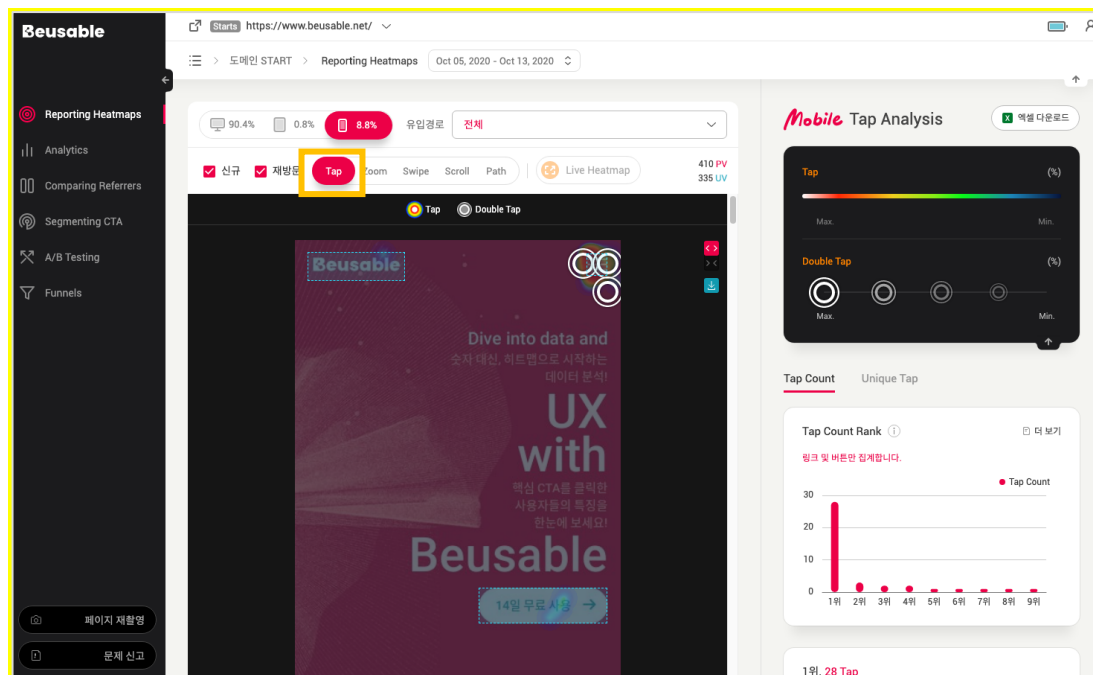 Beusable
Starts https://www.beusable.net/
도메인 START > Reporting Heatmaps Oct 05, 2020 - Oct 13, 2020
Reporting Heatmaps
Analytics
Comparing Referrers
Segmenting CTA
A/B Testing
Funnels
페이지 재촬영
문제 신고
90.4% 0.8% 8.8% 유입경로 전체
신규 재방문 Tap Zoom Swipe Scroll Path Live Heatmap
410 PV
335 UV
Tap Double Tap
Beusable
Dive into data and
숫자 대신, 히트맵으로 시작하는
데이터 분석!
UX
with
핵심 CTA를 클릭한
사용자들의 특징을
한눈에 보세요!
Beusable
14일 무료 사용 →
Mobile Tap Analysis
엑셀 다운로드
Tap (%)
Max. Min.
Double Tap (%)
Max. Min.
Tap Count Unique Tap
Tap Count Rank 더 보기
링크 및 버튼만 집계합니다.
Tap Count
30
20
10
0
1위 2위 3위 4위 5위 6위 7위 8위 9위
1위. 28 Tap